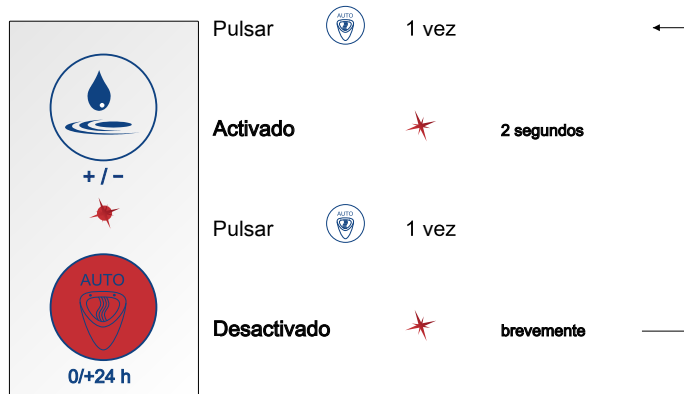 + / −
AUTO
0/+24 h
Pulsar AUTO 1 vez
Activado 2 segundos
Pulsar AUTO 1 vez
Desactivado brevemente